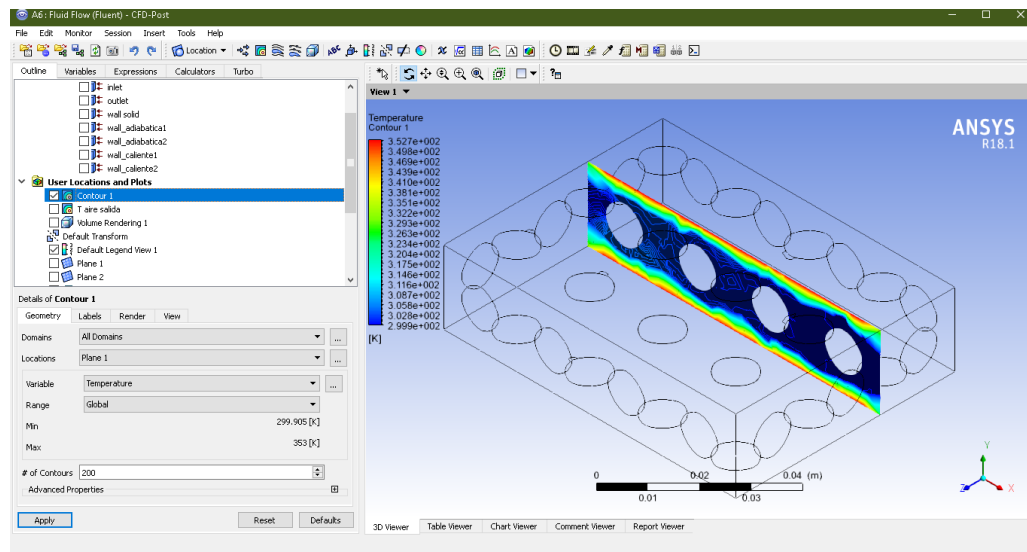 A6 : Fluid Flow (Fluent) - CFD-Post
File Edit Monitor Session Insert Tools Help
Location
Outline Variables Expressions Calculators Turbo
inlet
outlet
wall solid
wall_adiabatica1
wall_adiabatica2
wall_caliente1
wall_caliente2
User Locations and Plots
Contour 1
T aire salida
Volume Rendering 1
Default Transform
Default Legend View 1
Plane 1
Plane 2
Details of Contour 1
Geometry Labels Render View
Domains All Domains ...
Locations Plane 1 ...
Variable Temperature ...
Range Global
Min 299.905 [K]
Max 353 [K]
# of Contours 200
Advanced Properties
Apply Reset Defaults
View 1
Temperature
Contour 1
3.527e+002
3.498e+002
3.469e+002
3.439e+002
3.410e+002
3.381e+002
3.351e+002
3.322e+002
3.293e+002
3.263e+002
3.234e+002
3.204e+002
3.175e+002
3.146e+002
3.116e+002
3.087e+002
3.058e+002
3.028e+002
2.999e+002
[K]
ANSYS
R18.1
0 0.02 0.04 (m)
0.01 0.03
Y
Z X
3D Viewer Table Viewer Chart Viewer Comment Viewer Report Viewer